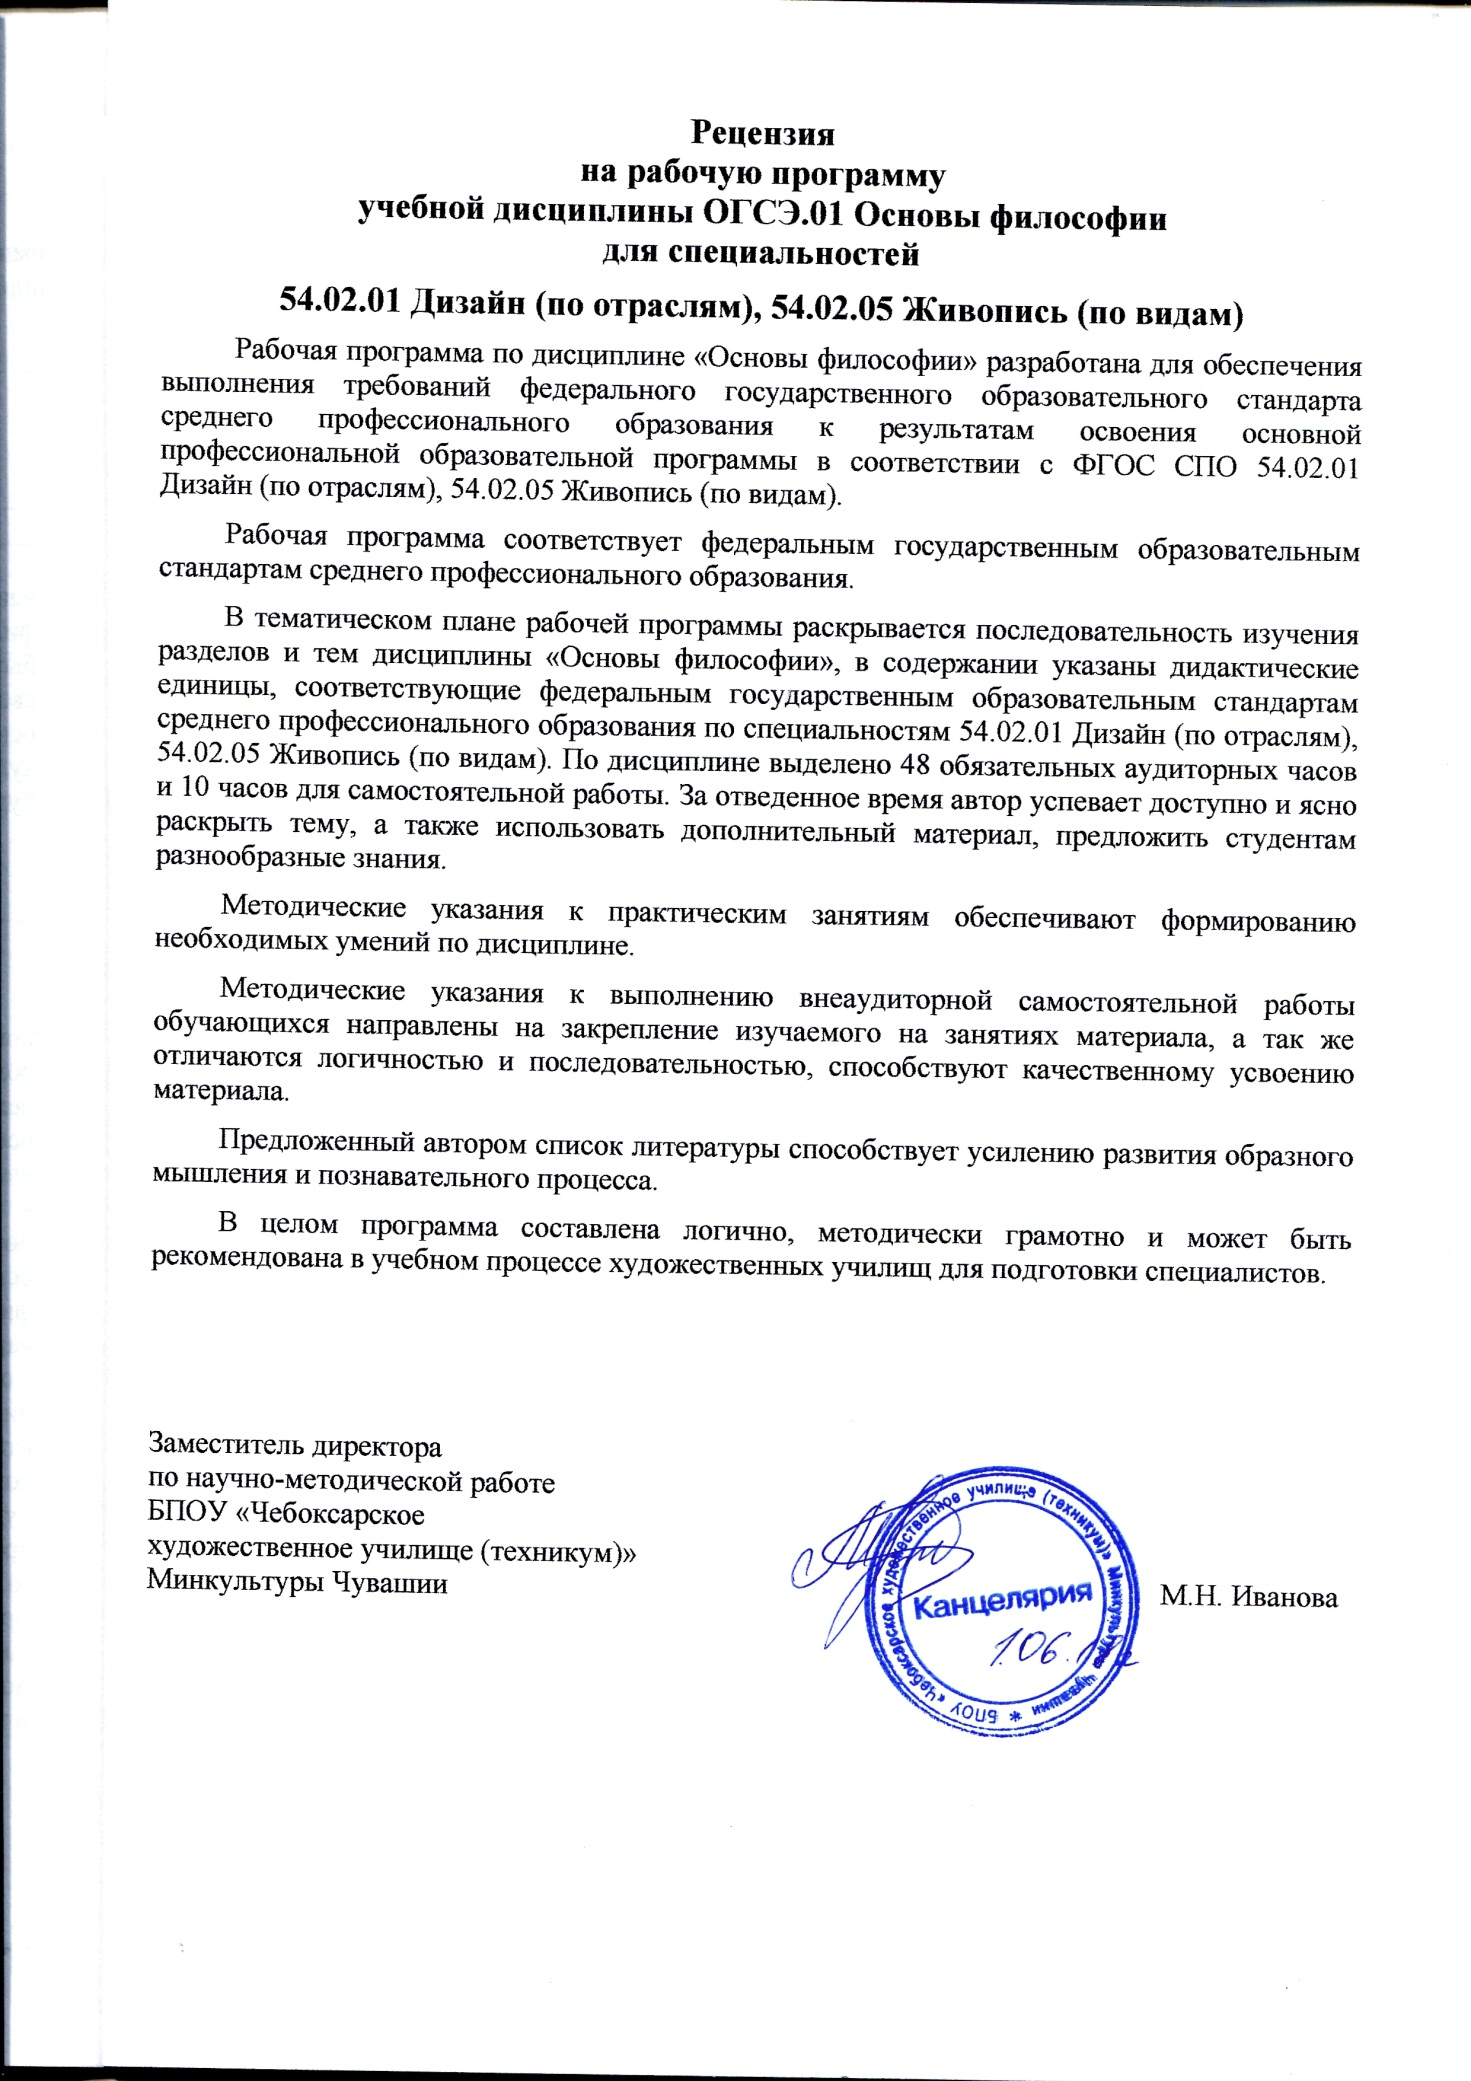 Рецензия
на рабочую программу
учебной дисциплины ОГСЭ.01 Основы философии
для специальностей
54.02.01 Дизайн (по отраслям), 54.02.05 Живопись (по видам)
Рабочая программа по дисциплине «Основы философии» разработана для обеспечения
выполнения требований федерального государственного образовательного стандарта
среднего профессионального образования к результатам освоения основной
профессиональной образовательной программы в соответствии с ФГОС СПО 54.02.01
Дизайн (по отраслям), 54.02.05 Живопись (по видам).
Рабочая программа соответствует федеральным государственным образовательным
стандартам среднего профессионального образования.
В тематическом плане рабочей программы раскрывается последовательность изучения
разделов и тем дисциплины «Основы философии», в содержании указаны дидактические
единицы, соответствующие федеральным государственным образовательным стандартам
среднего профессионального образования по специальностям 54.02.01 Дизайн (по отраслям),
54.02.05 Живопись (по видам). По дисциплине выделено 48 обязательных аудиторных часов
и 10 часов для самостоятельной работы. За отведенное время автор успевает доступно и ясно
раскрыть тему, а также использовать дополнительный материал, предложить студентам
разнообразные знания.
Методические указания к практическим занятиям обеспечивают формированию
необходимых умений по дисциплине.
Методические указания к выполнению внеаудиторной самостоятельной работы
обучающихся направлены на закрепление изучаемого на занятиях материала, а так же
отличаются логичностью и последовательностью, способствуют качественному усвоению
материала.
Предложенный автором список литературы способствует усилению развития образного
мышления и познавательного процесса.
В целом программа составлена логично, методически грамотно и может быть
рекомендована в учебном процессе художественных училищ для подготовки специалистов.
Заместитель директора
по научно-методической работе
БПОУ «Чебоксарское
художественное училище (техникум)»
Минкультуры Чувашии
М.Н. Иванова
БПОУ «Чебоксарское художественное училище (техникум)» Минкультуры Чувашии *
Канцелярия